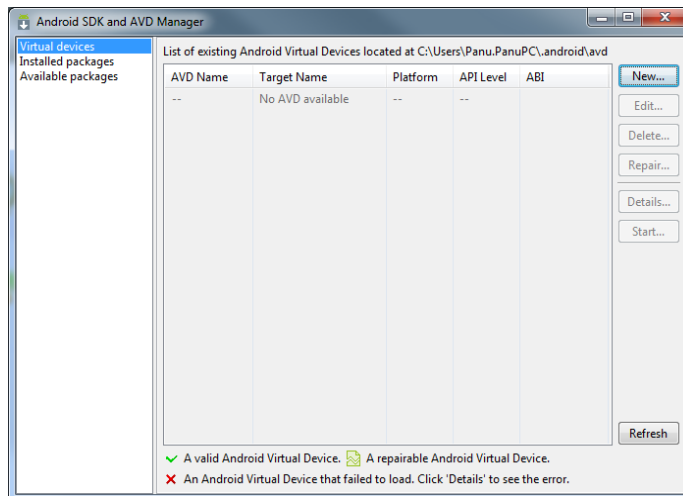 Android SDK and AVD Manager
Virtual devices
Installed packages
Available packages
List of existing Android Virtual Devices located at C:\Users\Panu.PanuPC\.android\avd
AVD Name Target Name Platform API Level ABI
-- No AVD available -- --
New...
Edit...
Delete...
Repair...
Details...
Start...
Refresh
A valid Android Virtual Device. A repairable Android Virtual Device.
An Android Virtual Device that failed to load. Click 'Details' to see the error.